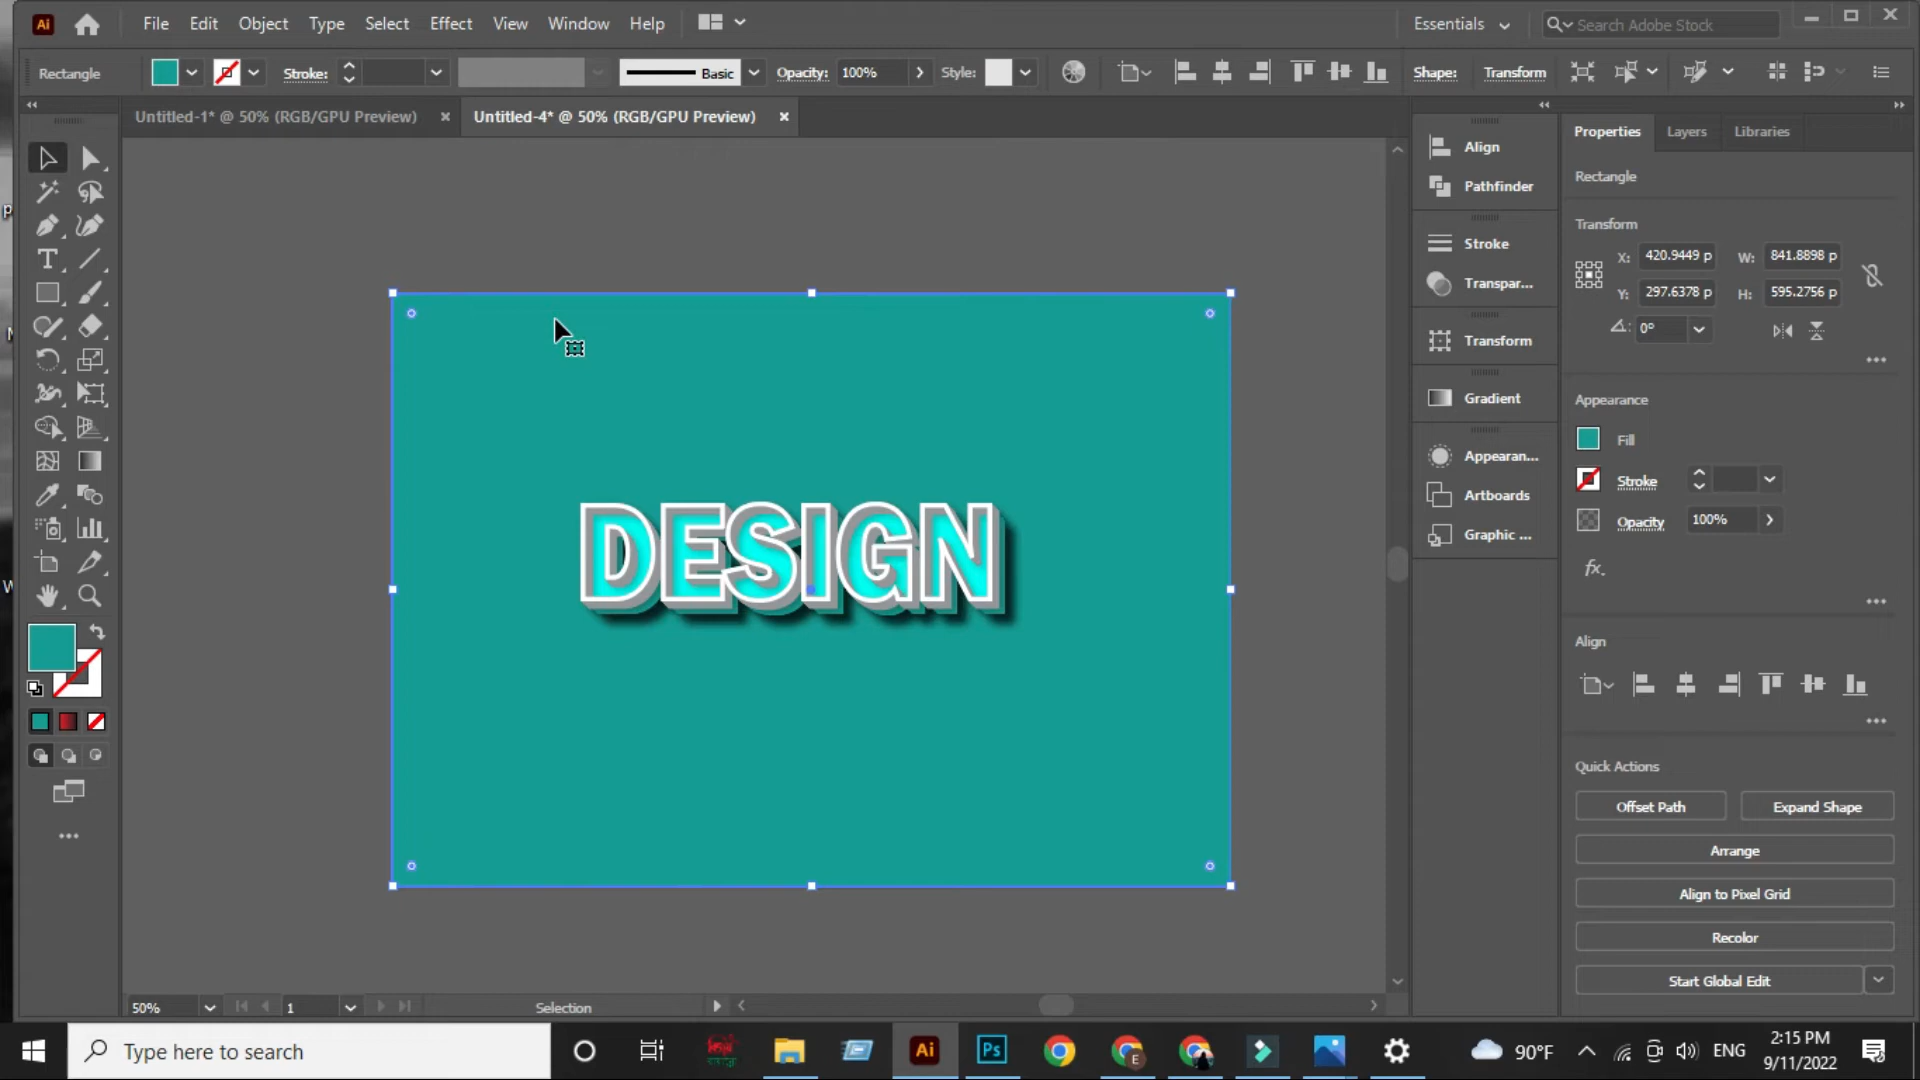 Ai File Edit Object Type Select Effect View Window Help Essentials Search Adobe Stock
Rectangle Stroke: Basic Opacity: 100% Style: Shape: Transform
Untitled-1* @ 50% (RGB/GPU Preview) × Untitled-4* @ 50% (RGB/GPU Preview) ×
Properties Layers Libraries
Align
Pathfinder
Stroke
Transpar...
Transform
Gradient
Appearan...
Artboards
Graphic ...
Rectangle
Transform
X: 420.9449 p W: 841.8898 p
Y: 297.6378 p H: 595.2756 p
0°
Appearance
Fill
Stroke
Opacity 100%
fx.
Align
Quick Actions
Offset Path Expand Shape
Arrange
Align to Pixel Grid
Recolor
Start Global Edit
DESIGN
50% 1 Selection
Type here to search
Ai Ps E
90°F ENG 2:15 PM
9/11/2022